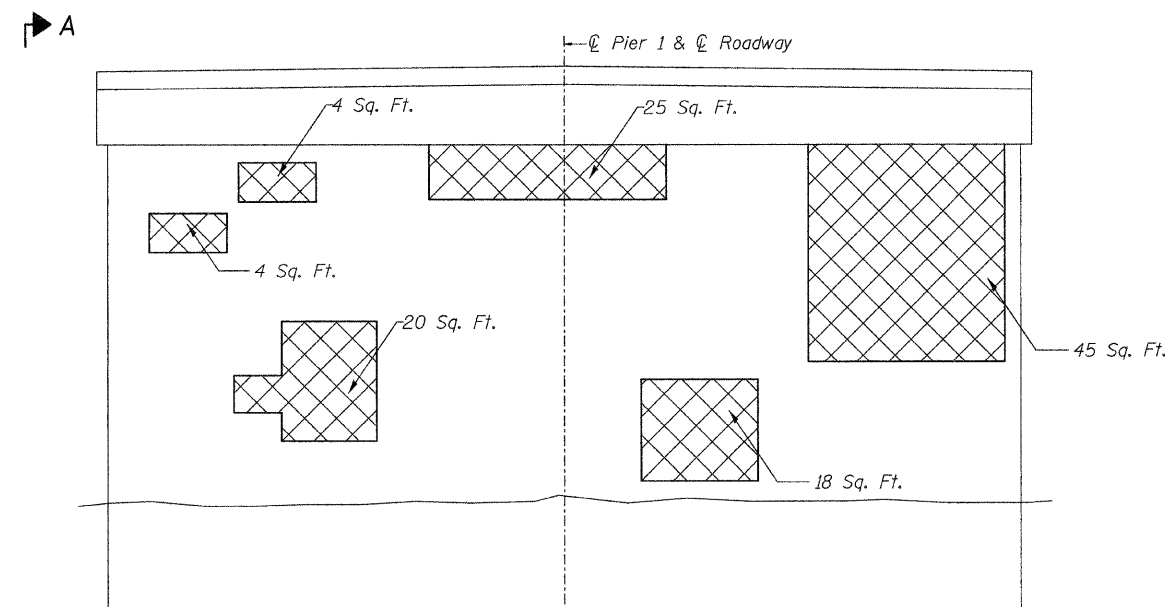 A
℄ Pier 1 & ℄ Roadway
4 Sq. Ft.
25 Sq. Ft.
4 Sq. Ft.
20 Sq. Ft.
45 Sq. Ft.
18 Sq. Ft.